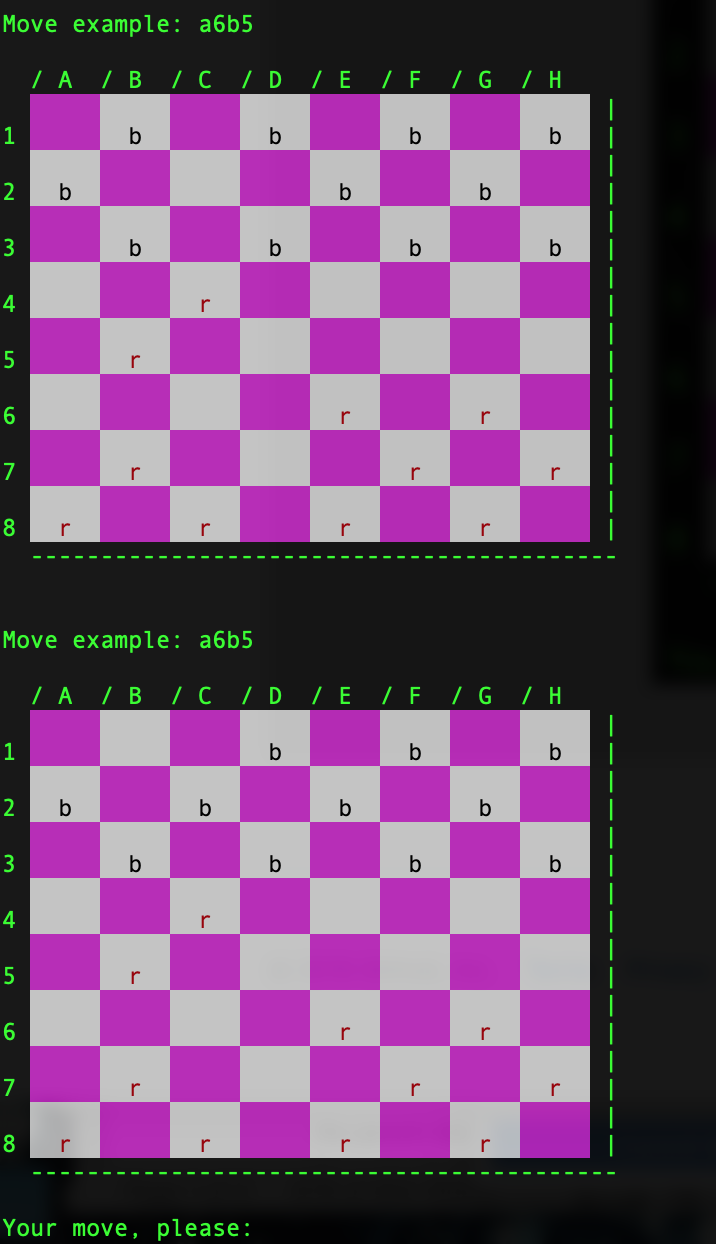 Move example: a6b5
/ A / B / C / D / E / F / G / H
1 b b b b |
2 b b b |
3 b b b b |
4 r |
5 r |
6 r r |
7 r r r |
8 r r r r |
------------------------------------------
Move example: a6b5
/ A / B / C / D / E / F / G / H
1 b b b |
2 b b b b |
3 b b b b |
4 r |
5 r |
6 r r |
7 r r r |
8 r r r r |
------------------------------------------
Your move, please: